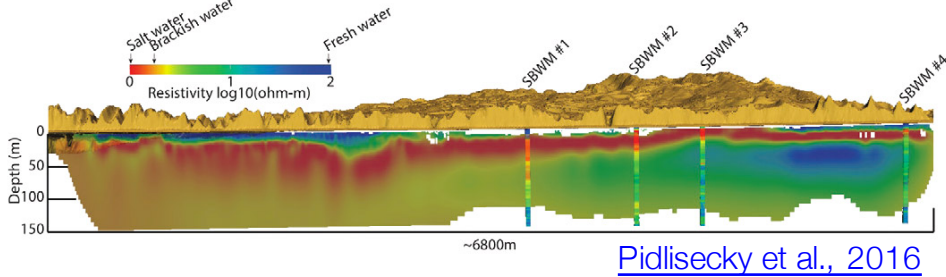 Salt water
Brackish water
Fresh water
0 1 2
Resistivity log10(ohm-m)
SBWM #1
SBWM #2
SBWM #3
SBWM #4
Depth (m)
0
50
100
150
~6800m
Pidlisecky et al., 2016